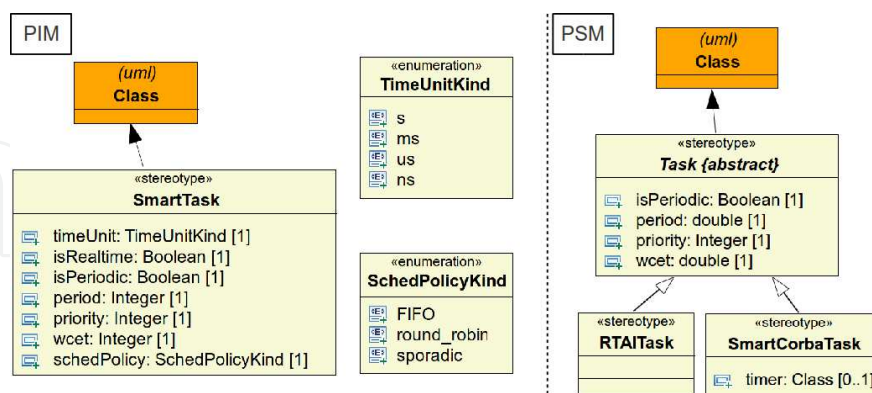 PIM
(uml)
Class
«stereotype»
SmartTask
timeUnit: TimeUnitKind [1]
isRealtime: Boolean [1]
isPeriodic: Boolean [1]
period: Integer [1]
priority: Integer [1]
wcet: Integer [1]
schedPolicy: SchedPolicyKind [1]
«enumeration»
TimeUnitKind
s
ms
us
ns
«enumeration»
SchedPolicyKind
FIFO
round_robin
sporadic
PSM
(uml)
Class
«stereotype»
Task {abstract}
isPeriodic: Boolean [1]
period: double [1]
priority: Integer [1]
wcet: double [1]
«stereotype»
RTAITask
«stereotype»
SmartCorbaTask
timer: Class [0..1]